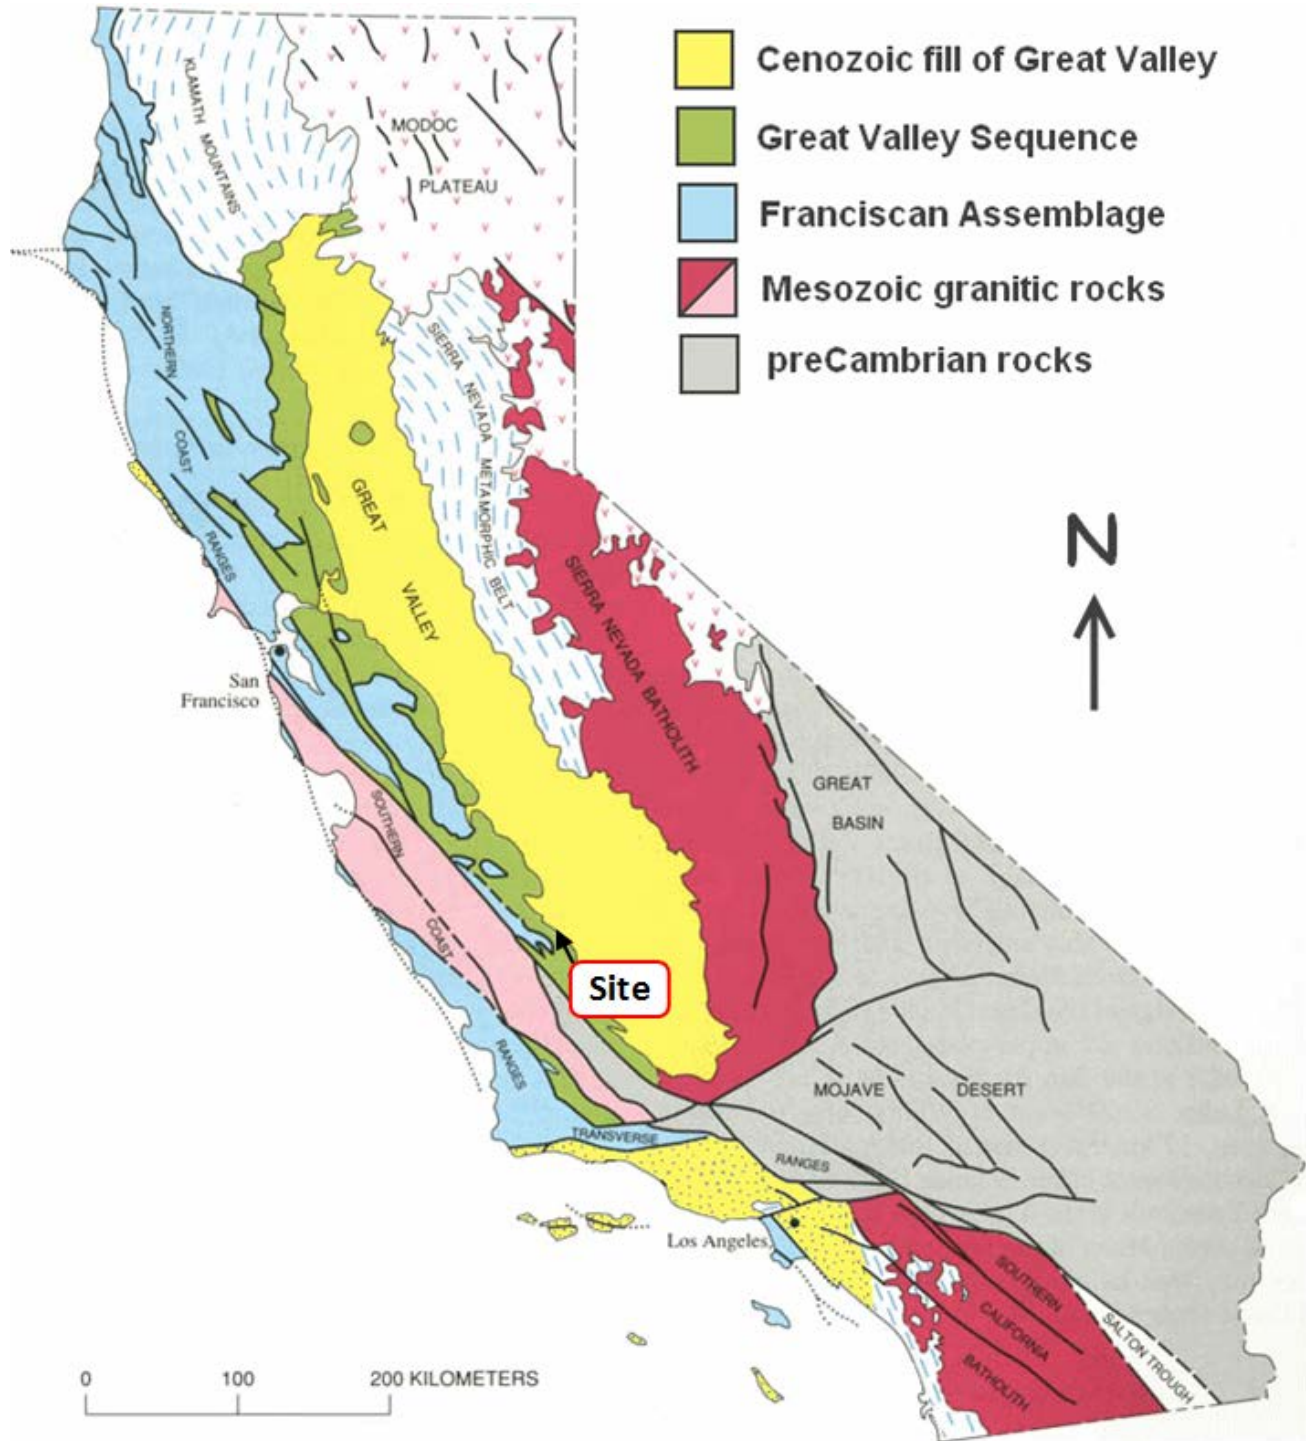 Cenozoic fill of Great Valley
Great Valley Sequence
Franciscan Assemblage
Mesozoic granitic rocks
preCambrian rocks
N
KLAMATH MOUNTAINS
MODOC
PLATEAU
NORTHERN
COAST
RANGES
GREAT
VALLEY
SIERRA NEVADA METAMORPHIC BELT
SIERRA NEVADA BATHOLITH
San
Francisco
SOUTHERN
COAST
RANGES
GREAT
BASIN
Site
MOJAVE
DESERT
TRANSVERSE
RANGES
Los Angeles
SOUTHERN
CALIFORNIA
BATHOLITH
SALTON TROUGH
0 100 200 KILOMETERS